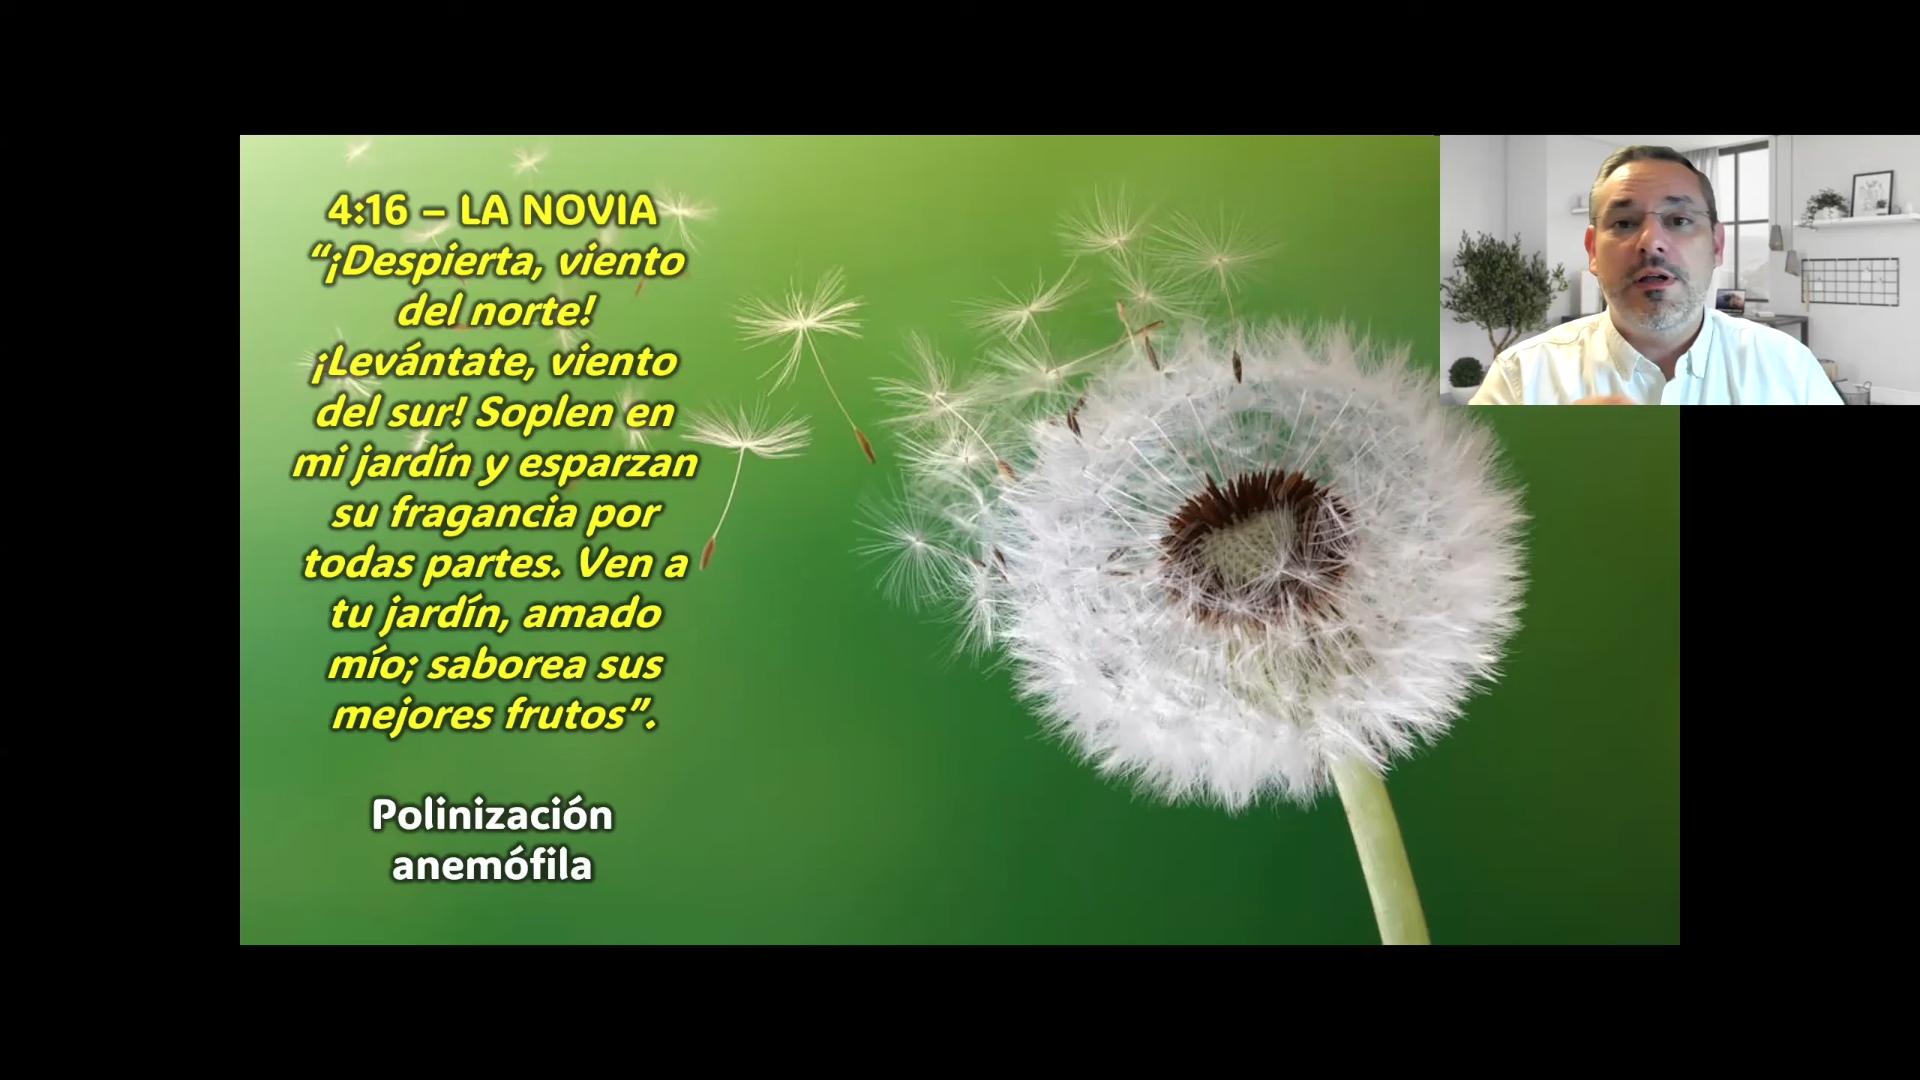 4:16 – LA NOVIA
“¡Despierta, viento
del norte!
¡Levántate, viento
del sur! Soplen en
mi jardín y esparzan
su fragancia por
todas partes. Ven a
tu jardín, amado
mío; saborea sus
mejores frutos”.
Polinización
anemófila